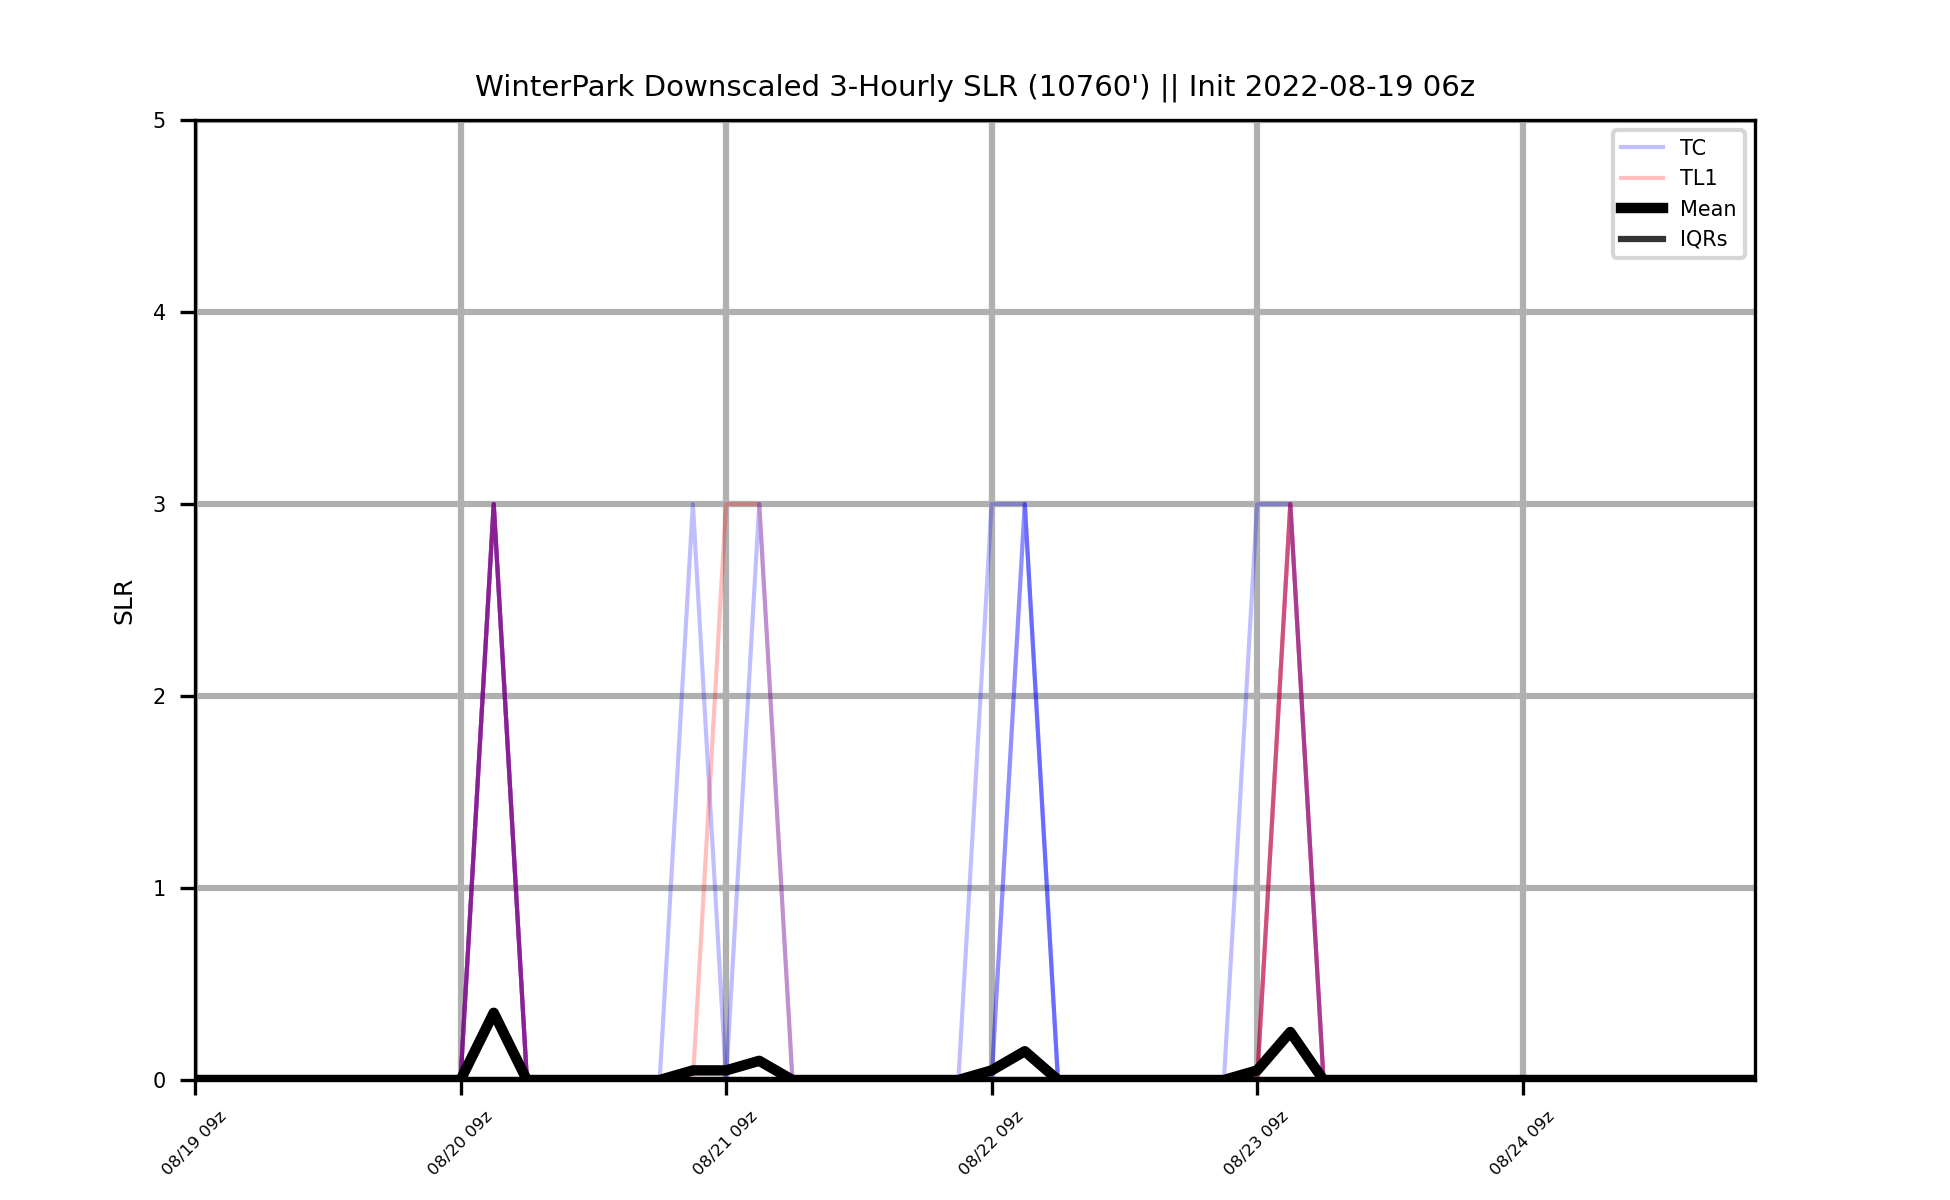 WinterPark Downscaled 3-Hourly SLR (10760') || Init 2022-08-19 06z
5
4
3
2
1
0
SLR
TC
TL1
Mean
IQRs
08/19 09z
08/20 09z
08/21 09z
08/22 09z
08/23 09z
08/24 09z